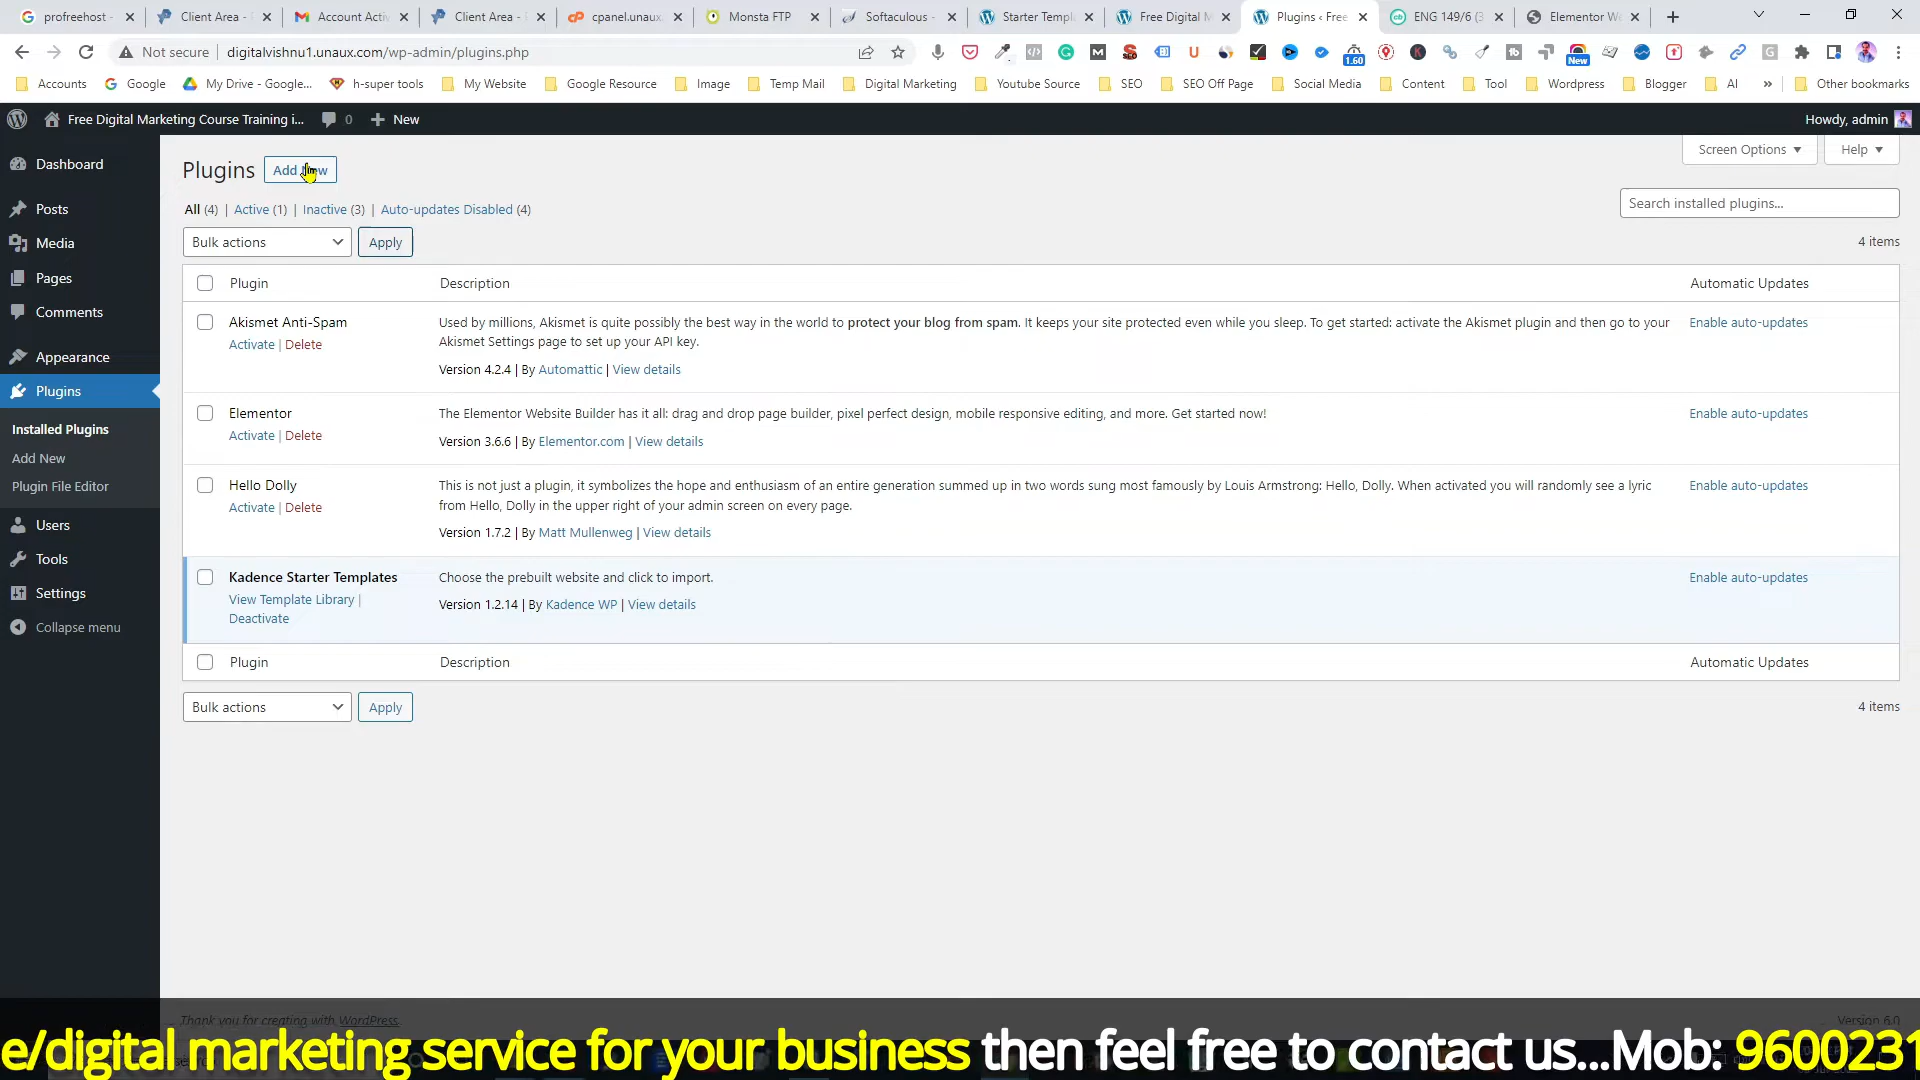 profreehost -
Client Area -
Account Activ
Client Area -
cpanel.unaux.
Monsta FTP
Softaculous -
Starter Templ
Free Digital M
Plugins ‹ Free
ENG 149/6 (3
Elementor We
Not secure
digitalvishnu1.unaux.com/wp-admin/plugins.php
1.60
New
Accounts
Google
My Drive - Google...
h-super tools
My Website
Google Resource
Image
Temp Mail
Digital Marketing
Youtube Source
SEO
SEO Off Page
Social Media
Content
Tool
Wordpress
Blogger
AI
»
Other bookmarks
Free Digital Marketing Course Training i...
0
New
Howdy, admin
Dashboard
Posts
Media
Pages
Comments
Appearance
Plugins
Installed Plugins
Add New
Plugin File Editor
Users
Tools
Settings
Collapse menu
Screen Options
Help
Plugins
Add New
All (4) | Active (1) | Inactive (3) | Auto-updates Disabled (4)
Search installed plugins...
Bulk actions
Apply
4 items
Plugin
Description
Automatic Updates
Akismet Anti-Spam
Activate | Delete
Used by millions, Akismet is quite possibly the best way in the world to protect your blog from spam. It keeps your site protected even while you sleep. To get started: activate the Akismet plugin and then go to your
Akismet Settings page to set up your API key.
Version 4.2.4 | By Automattic | View details
Enable auto-updates
Elementor
Activate | Delete
The Elementor Website Builder has it all: drag and drop page builder, pixel perfect design, mobile responsive editing, and more. Get started now!
Version 3.6.6 | By Elementor.com | View details
Enable auto-updates
Hello Dolly
Activate | Delete
This is not just a plugin, it symbolizes the hope and enthusiasm of an entire generation summed up in two words sung most famously by Louis Armstrong: Hello, Dolly. When activated you will randomly see a lyric
from Hello, Dolly in the upper right of your admin screen on every page.
Version 1.7.2 | By Matt Mullenweg | View details
Enable auto-updates
Kadence Starter Templates
View Template Library |
Deactivate
Choose the prebuilt website and click to import.
Version 1.2.14 | By Kadence WP | View details
Enable auto-updates
Plugin
Description
Automatic Updates
Bulk actions
Apply
4 items
Thank you for creating with WordPress.
Version 6.0
e/digital marketing service for your business then feel free to contact us...Mob: 9600231